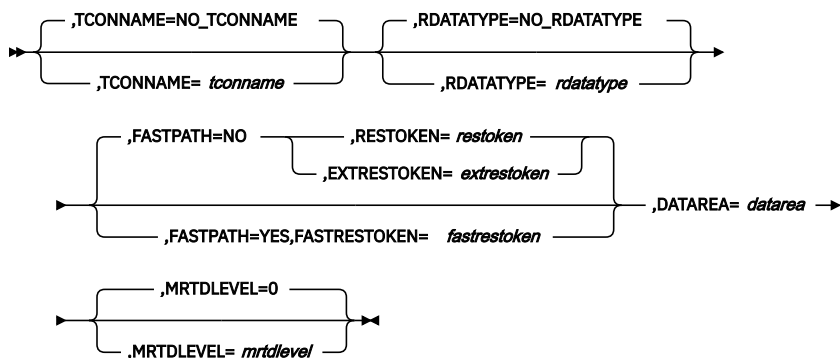 ,TCONNAME=NO_TCONNAME ,RDATATYPE=NO_RDATATYPE
,TCONNAME= tconname ,RDATATYPE= rdatatype
,FASTPATH=NO ,RESTOKEN= restoken
,EXTRESTOKEN= extrestoken
,DATAREA= datarea
,FASTPATH=YES,FASTRESTOKEN= fastrestoken
,MRTDLEVEL=0
,MRTDLEVEL= mrtdlevel